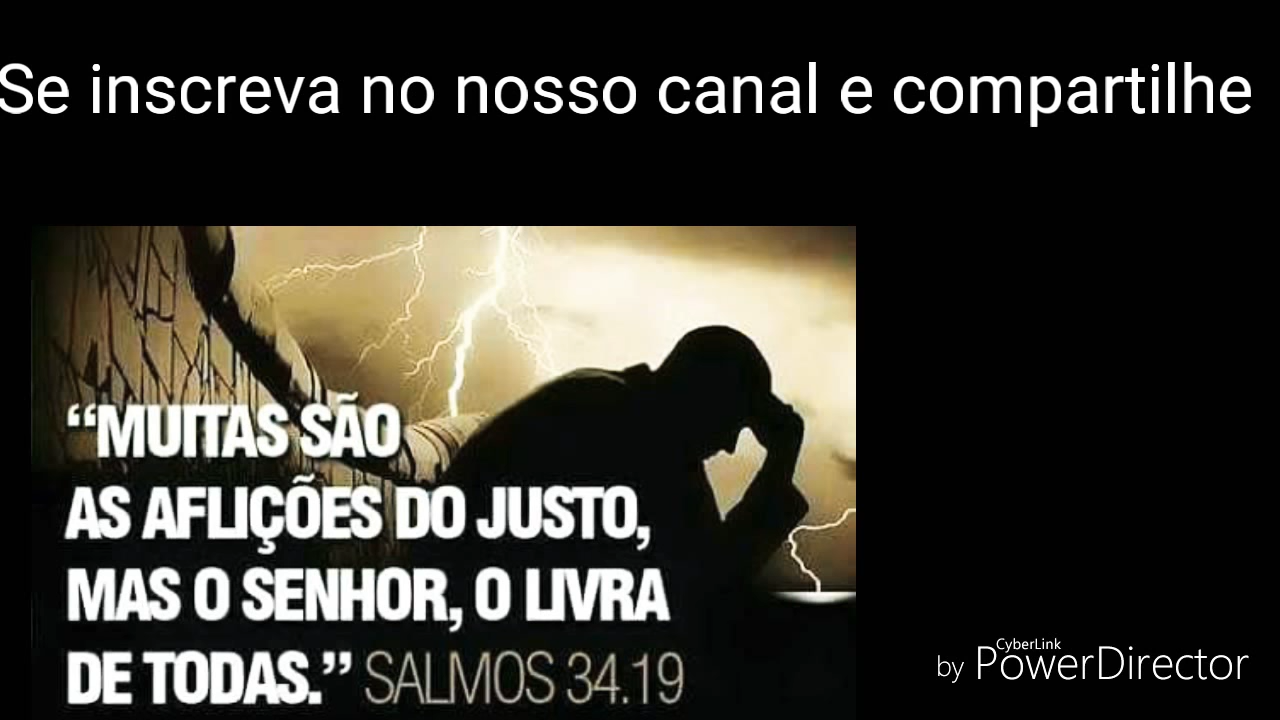 Se inscreva no nosso canal e compartilhe
“MUITAS SÃO
AS AFLIÇÕES DO JUSTO,
MAS O SENHOR, O LIVRA
DE TODAS.” SALMOS 34.19
CyberLink
by PowerDirector